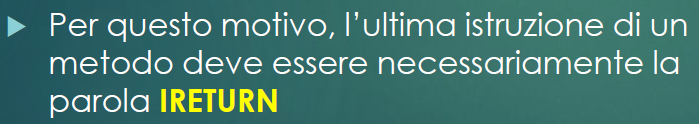 Per questo motivo, l’ultima istruzione di un
metodo deve essere necessariamente la
parola IRETURN